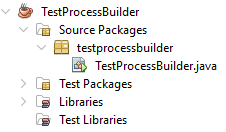 TestProcessBuilder
Source Packages
testprocessbuilder
TestProcessBuilder.java
Test Packages
Libraries
Test Libraries